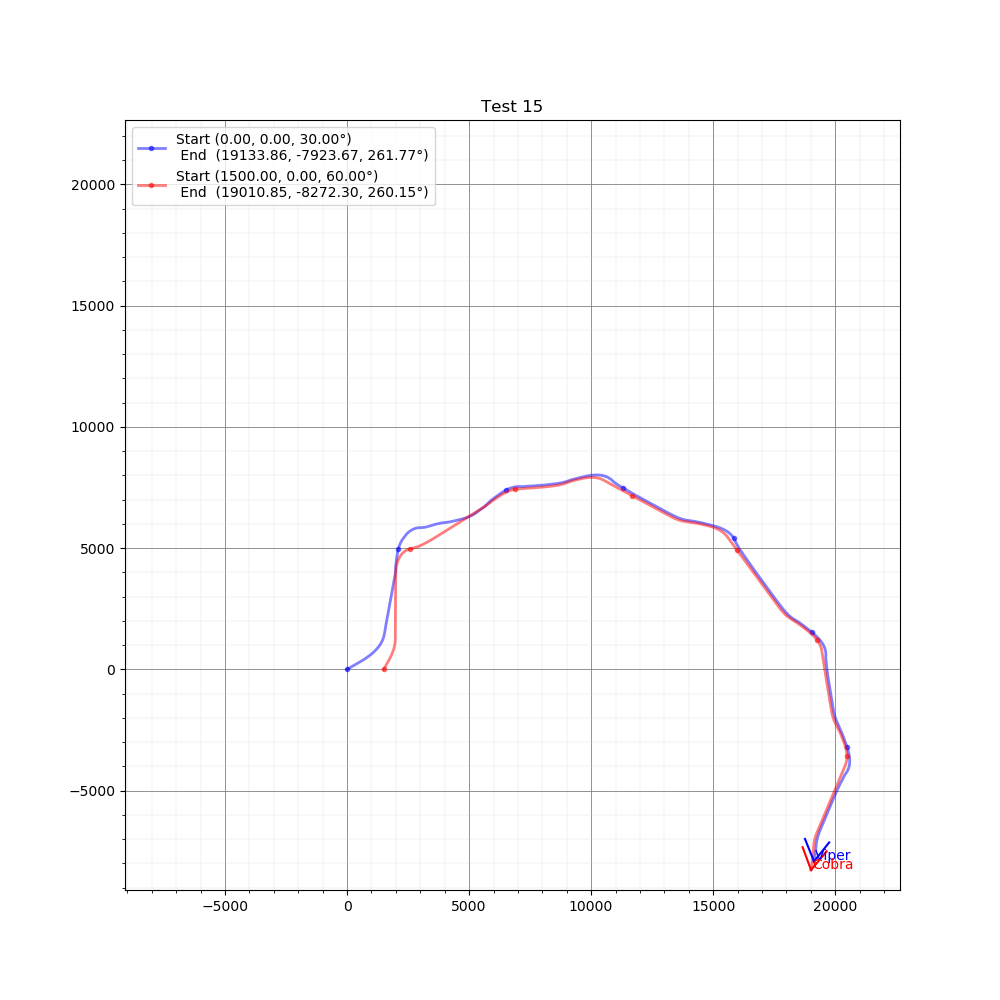 Test 15
Start (0.00, 0.00, 30.00°)
End (19133.86, -7923.67, 261.77°)
Start (1500.00, 0.00, 60.00°)
End (19010.85, -8272.30, 260.15°)
20000
15000
10000
5000
0
−5000
Viper
Cobra
−5000 0 5000 10000 15000 20000